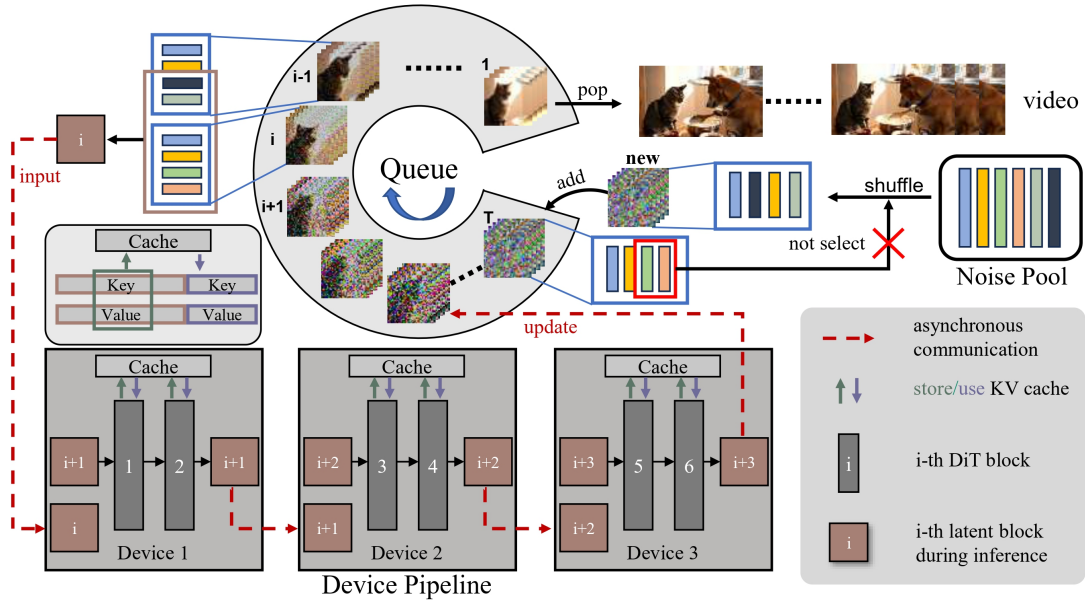 i-1
1
pop
video
i
i
input
Queue
new
add
shuffle
i+1
T
not select
Noise Pool
Cache
Key
Key
Value
Value
update
asynchronous
communication
Cache
Cache
Cache
store/use KV cache
i+1
1
2
i+1
i+2
3
4
i+2
i+3
5
6
i+3
i
i-th DiT block
i
i+1
i+2
i
i-th latent block
during inference
Device 1
Device 2
Device 3
Device Pipeline